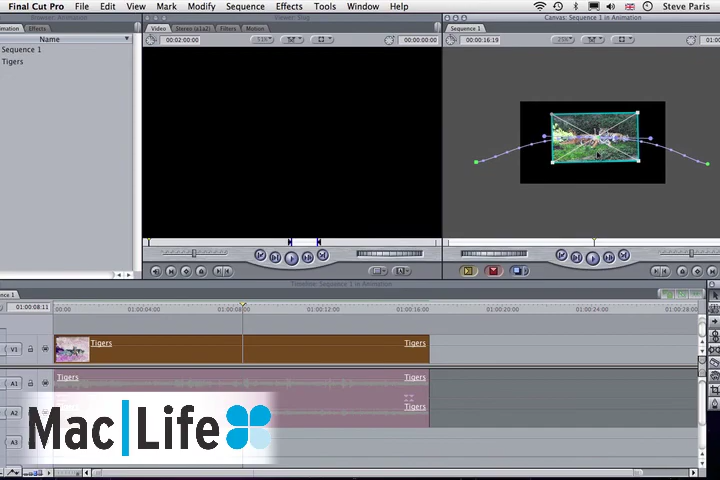 Final Cut Pro File Edit View Mark Modify Sequence Effects Tools Window Help Steve Paris
Viewer: Slug
Canvas: Sequence 1 in Animation
Effects
Video Stereo (a1a2) Filters Motion
Sequence 1
Name
00:02:00:00
00:00:00:00
00:00:16:19
Sequence 1
Tigers
Timeline: Sequence 1 in Animation
01:00:08:11
00:00 01:00:04:00 01:00:08:00 01:00:12:00 01:00:16:00 01:00:20:00 01:00:24:00 01:00:28:00
V1 Tigers Tigers
A1 Tigers Tigers
A2 Tigers
A3
Mac|Life